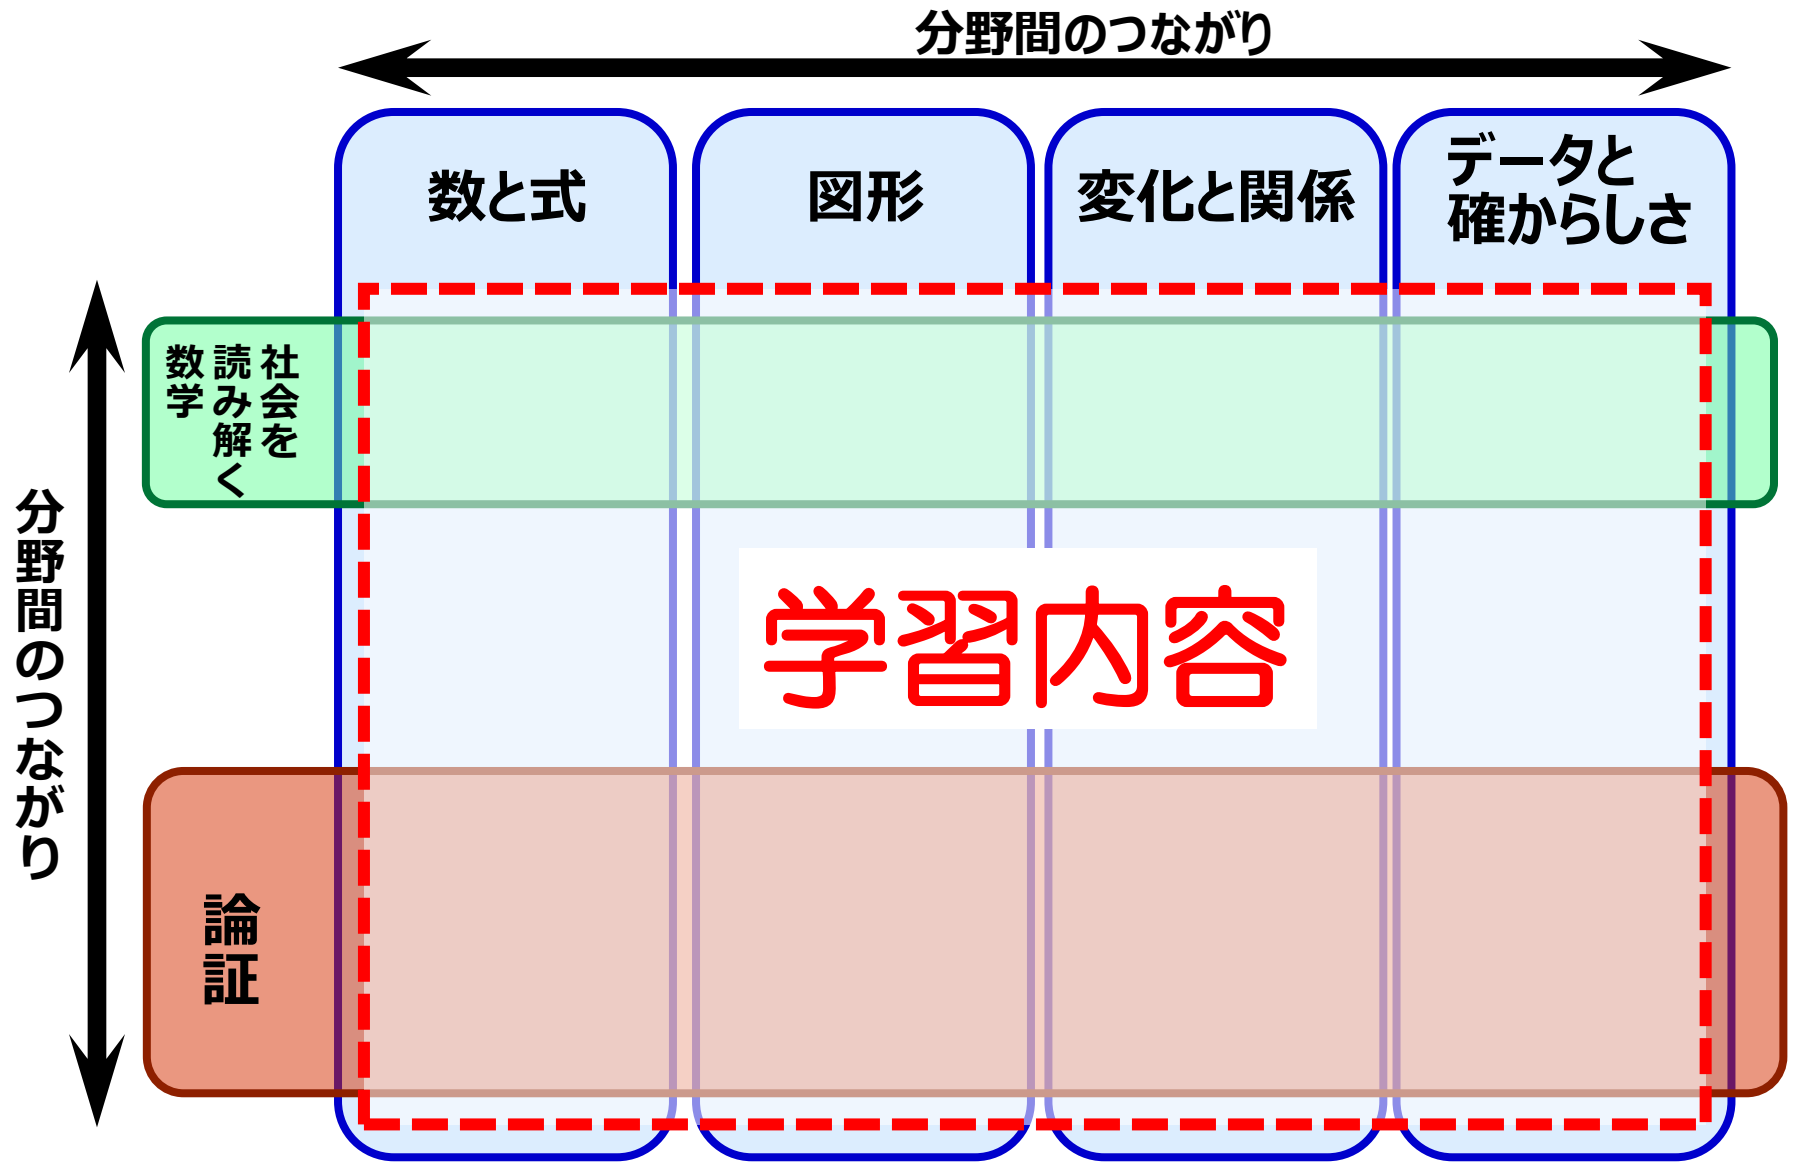 分野間のつながり
数と式
図形
変化と関係
データと
確からしさ
社会を
読み解く
数学
分野間のつながり
学習内容
論証